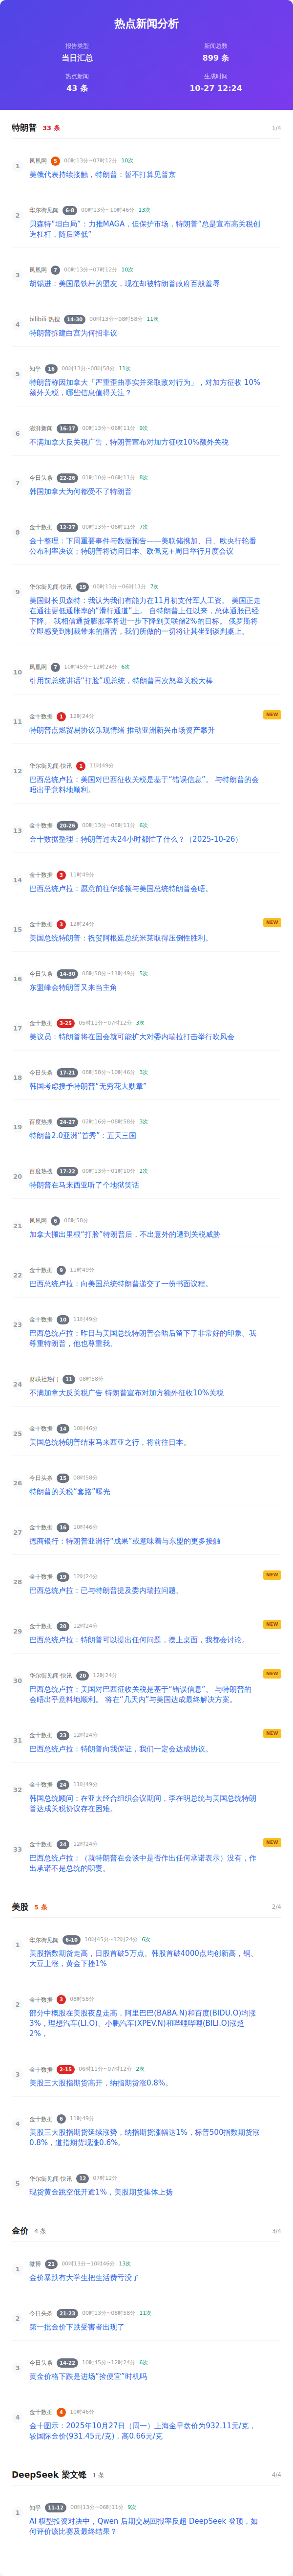 热点新闻分析
报告类型
新闻总数
当日汇总
899 条
热点新闻
生成时间
43 条
10-27 12:24
特朗普 33 条 1/4
1 凤凰网 5 00时13分~07时12分 10次
美俄代表持续接触，特朗普：暂不打算见普京
2 华尔街见闻 6-8 00时13分~10时46分 13次
贝森特“坦白局”：力推MAGA，但保护市场，特朗普“总是宣布高关税创
造杠杆，随后降低”
3 凤凰网 7 00时13分~07时12分 10次
胡锡进：美国最铁杆的盟友，现在却被特朗普政府百般羞辱
4 bilibili 热搜 14-30 00时13分~08时58分 11次
特朗普拆建白宫为何招非议
5 知乎 16 00时13分~08时58分 11次
特朗普称因加拿大「严重歪曲事实并采取敌对行为」，对加方征收 10%
额外关税，哪些信息值得关注？
6 澎湃新闻 16-17 00时13分~06时11分 9次
不满加拿大反关税广告，特朗普宣布对加方征收10%额外关税
7 今日头条 22-26 01时10分~06时11分 8次
韩国加拿大为何都受不了特朗普
8 金十数据 12-27 00时13分~06时11分 7次
金十整理：下周重要事件与数据预告——美联储携加、日、欧央行轮番
公布利率决议；特朗普将访问日本、欧佩克+周日举行月度会议
9 华尔街见闻-快讯 19 00时13分~06时11分 7次
美国财长贝森特：我认为我们有能力在11月初支付军人工资。 美国正走
在通往更低通胀率的“滑行通道”上。 自特朗普上任以来，总体通胀已经
下降。 我相信通货膨胀率将进一步下降到美联储2%的目标。 俄罗斯将
立即感受到制裁带来的痛苦，我们所做的一切将让其坐到谈判桌上。
10 凤凰网 7 10时45分~12时24分 6次
引用前总统讲话“打脸”现总统，特朗普再次怒举关税大棒
11 金十数据 1 12时24分 NEW
特朗普点燃贸易协议乐观情绪 推动亚洲新兴市场资产攀升
12 华尔街见闻-快讯 1 11时49分
巴西总统卢拉：美国对巴西征收关税是基于“错误信息”。 与特朗普的会
晤出乎意料地顺利。
13 金十数据 20-26 00时13分~05时11分 6次
金十数据整理：特朗普过去24小时都忙了什么？（2025-10-26）
14 金十数据 3 11时49分
巴西总统卢拉：愿意前往华盛顿与美国总统特朗普会晤。
15 金十数据 3 12时24分 NEW
美国总统特朗普：祝贺阿根廷总统米莱取得压倒性胜利。
16 今日头条 14-30 08时58分~11时49分 5次
东盟峰会特朗普又来当主角
17 金十数据 3-25 05时11分~07时12分 3次
美议员：特朗普将在国会就可能扩大对委内瑞拉打击举行吹风会
18 今日头条 17-21 08时58分~10时46分 3次
韩国考虑授予特朗普“无穷花大勋章”
19 百度热搜 24-27 02时16分~08时58分 3次
特朗普2.0亚洲“首秀”：五天三国
20 百度热搜 17-22 00时13分~01时10分 2次
特朗普在马来西亚听了个地狱笑话
21 凤凰网 6 08时58分
加拿大搬出里根“打脸”特朗普后，不出意外的遭到关税威胁
22 金十数据 9 11时49分
巴西总统卢拉：向美国总统特朗普递交了一份书面议程。
23 金十数据 10 11时49分
巴西总统卢拉：昨日与美国总统特朗普会晤后留下了非常好的印象。我
尊重特朗普，他也尊重我。
24 财联社热门 11 08时58分
不满加拿大反关税广告 特朗普宣布对加方额外征收10%关税
25 金十数据 14 10时46分
美国总统特朗普结束马来西亚之行，将前往日本。
26 今日头条 15 08时58分
特朗普的关税“套路”曝光
27 金十数据 16 10时46分
德商银行：特朗普亚洲行“成果”或意味着与东盟的更多接触
28 金十数据 19 12时24分 NEW
巴西总统卢拉：已与特朗普提及委内瑞拉问题。
29 金十数据 20 12时24分 NEW
巴西总统卢拉：特朗普可以提出任何问题，摆上桌面，我都会讨论。
30 华尔街见闻-快讯 20 12时24分 NEW
巴西总统卢拉：美国对巴西征收关税是基于“错误信息”。 与特朗普的
会晤出乎意料地顺利。 将在“几天内”与美国达成最终解决方案。
31 金十数据 23 12时24分 NEW
巴西总统卢拉：特朗普向我保证，我们一定会达成协议。
32 金十数据 24 11时49分
韩国总统顾问：在亚太经合组织会议期间，李在明总统与美国总统特朗
普达成关税协议存在困难。
33 金十数据 24 12时24分 NEW
巴西总统卢拉：（就特朗普在会谈中是否作出任何承诺表示）没有，作
出承诺不是总统的职责。
美股 5 条 2/4
1 华尔街见闻 6-10 10时45分~12时24分 6次
美股指数期货走高，日股首破5万点、韩股首破4000点均创新高，铜、
大豆上涨，黄金下挫1%
2 金十数据 3 08时58分
部分中概股在美股夜盘走高，阿里巴巴(BABA.N)和百度(BIDU.O)均涨
3%，理想汽车(LI.O)、小鹏汽车(XPEV.N)和哔哩哔哩(BILI.O)涨超
2%，
3 金十数据 2-15 06时11分~07时12分 2次
美股三大股指期货高开，纳指期货涨0.8%。
4 金十数据 6 11时49分
美股三大股指期货延续涨势，纳指期货涨幅达1%，标普500指数期货涨
0.8%，道指期货现涨0.6%。
5 华尔街见闻-快讯 12 07时12分
现货黄金跳空低开逾1%，美股期货集体上扬
金价 4 条 3/4
1 微博 21 00时13分~10时46分 13次
金价暴跌有大学生把生活费亏没了
2 今日头条 21-23 00时13分~08时58分 11次
第一批金价下跌受害者出现了
3 今日头条 14-22 10时45分~12时24分 6次
黄金价格下跌是进场“捡便宜”时机吗
4 金十数据 4 10时46分
金十图示：2025年10月27日（周一）上海金早盘价为932.11元/克，
较国际金价(931.45元/克)，高0.66元/克
DeepSeek 梁文锋 1 条 4/4
1 知乎 11-12 00时13分~06时11分 9次
AI 模型投资对决中，Qwen 后期交易回报率反超 DeepSeek 登顶，如
何评价该比赛及最终结果？